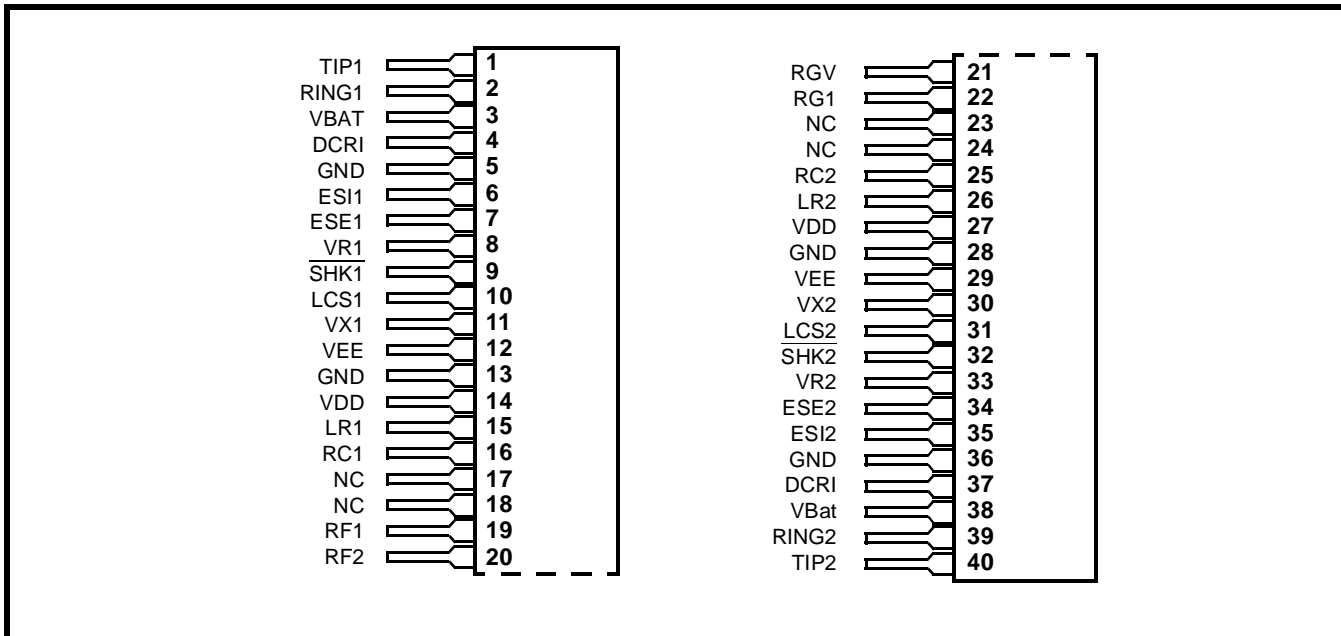 TIP1 1
RING1 2
VBAT 3
DCRI 4
GND 5
ESI1 6
ESE1 7
VR1 8
SHK1 9
LCS1 10
VX1 11
VEE 12
GND 13
VDD 14
LR1 15
RC1 16
NC 17
NC 18
RF1 19
RF2 20
RGV 21
RG1 22
NC 23
NC 24
RC2 25
LR2 26
VDD 27
GND 28
VEE 29
VX2 30
LCS2 31
SHK2 32
VR2 33
ESE2 34
ESI2 35
GND 36
DCRI 37
VBat 38
RING2 39
TIP2 40